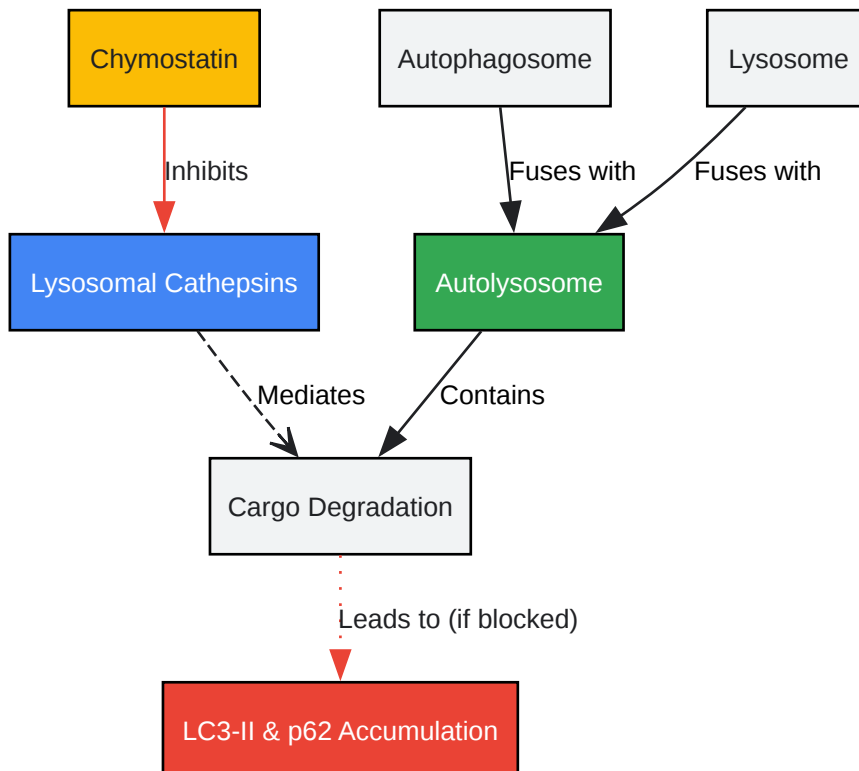 Chymostatin
Autophagosome
Lysosome
Inhibits
Fuses with
Fuses with
Lysosomal Cathepsins
Autolysosome
Mediates
Contains
Cargo Degradation
Leads to (if blocked)
LC3-II & p62 Accumulation